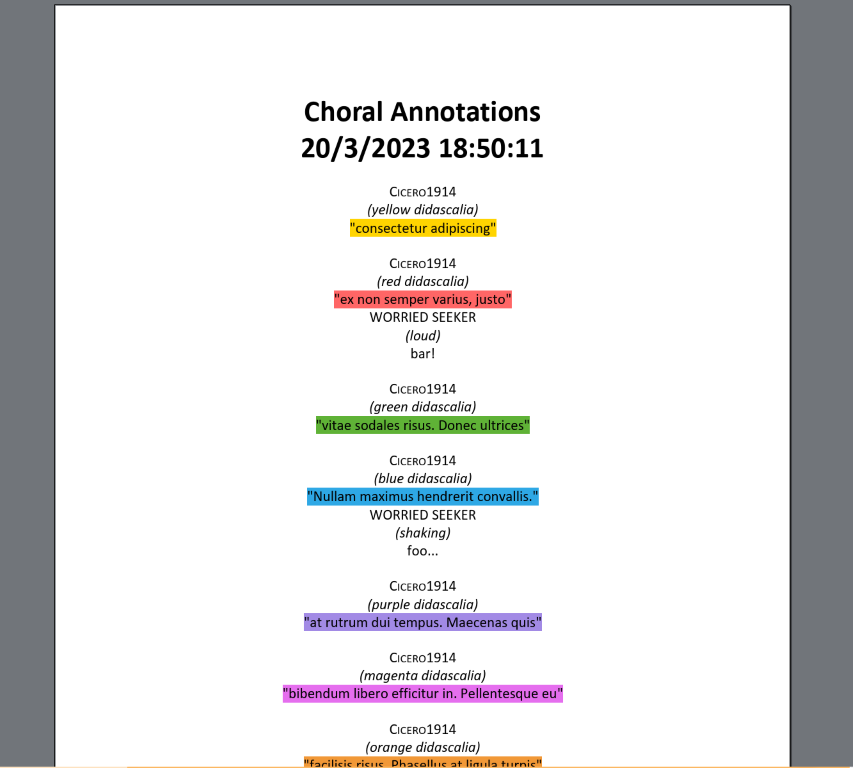 Choral Annotations
20/3/2023 18:50:11
Cicero1914
(yellow didascalia)
"consectetur adipiscing"
Cicero1914
(red didascalia)
"ex non semper varius, justo"
WORRIED SEEKER
(loud)
bar!
Cicero1914
(green didascalia)
"vitae sodales risus. Donec ultrices"
Cicero1914
(blue didascalia)
"Nullam maximus hendrerit convallis."
WORRIED SEEKER
(shaking)
foo...
Cicero1914
(purple didascalia)
"at rutrum dui tempus. Maecenas quis"
Cicero1914
(magenta didascalia)
"bibendum libero efficitur in. Pellentesque eu"
Cicero1914
(orange didascalia)
"facilisis risus. Phasellus at ligula turpis"